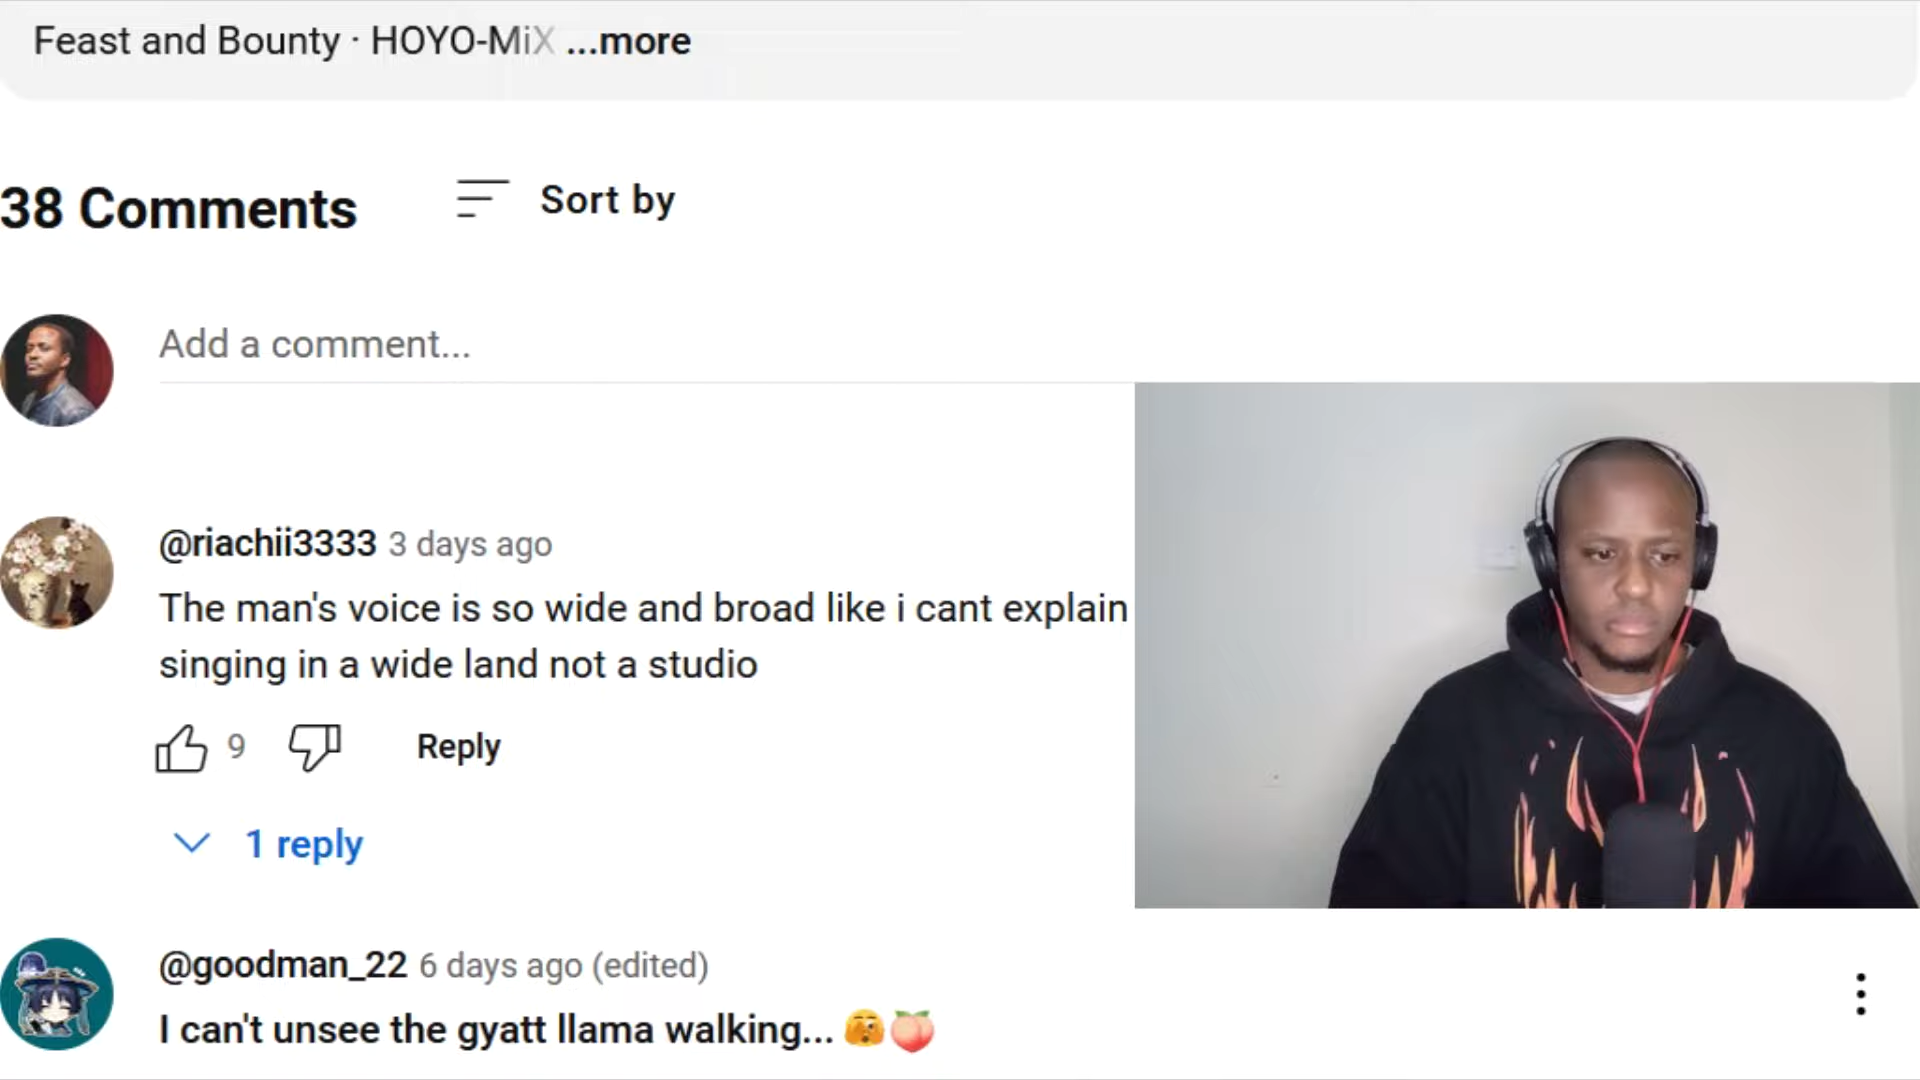 Feast and Bounty · HOYO-MiX ...more
38 Comments
Sort by
Add a comment...
@riachii3333 3 days ago
The man's voice is so wide and broad like i cant explain
singing in a wide land not a studio
9
Reply
1 reply
@goodman_22 6 days ago (edited)
I can't unsee the gyatt llama walking... 🫣🍑